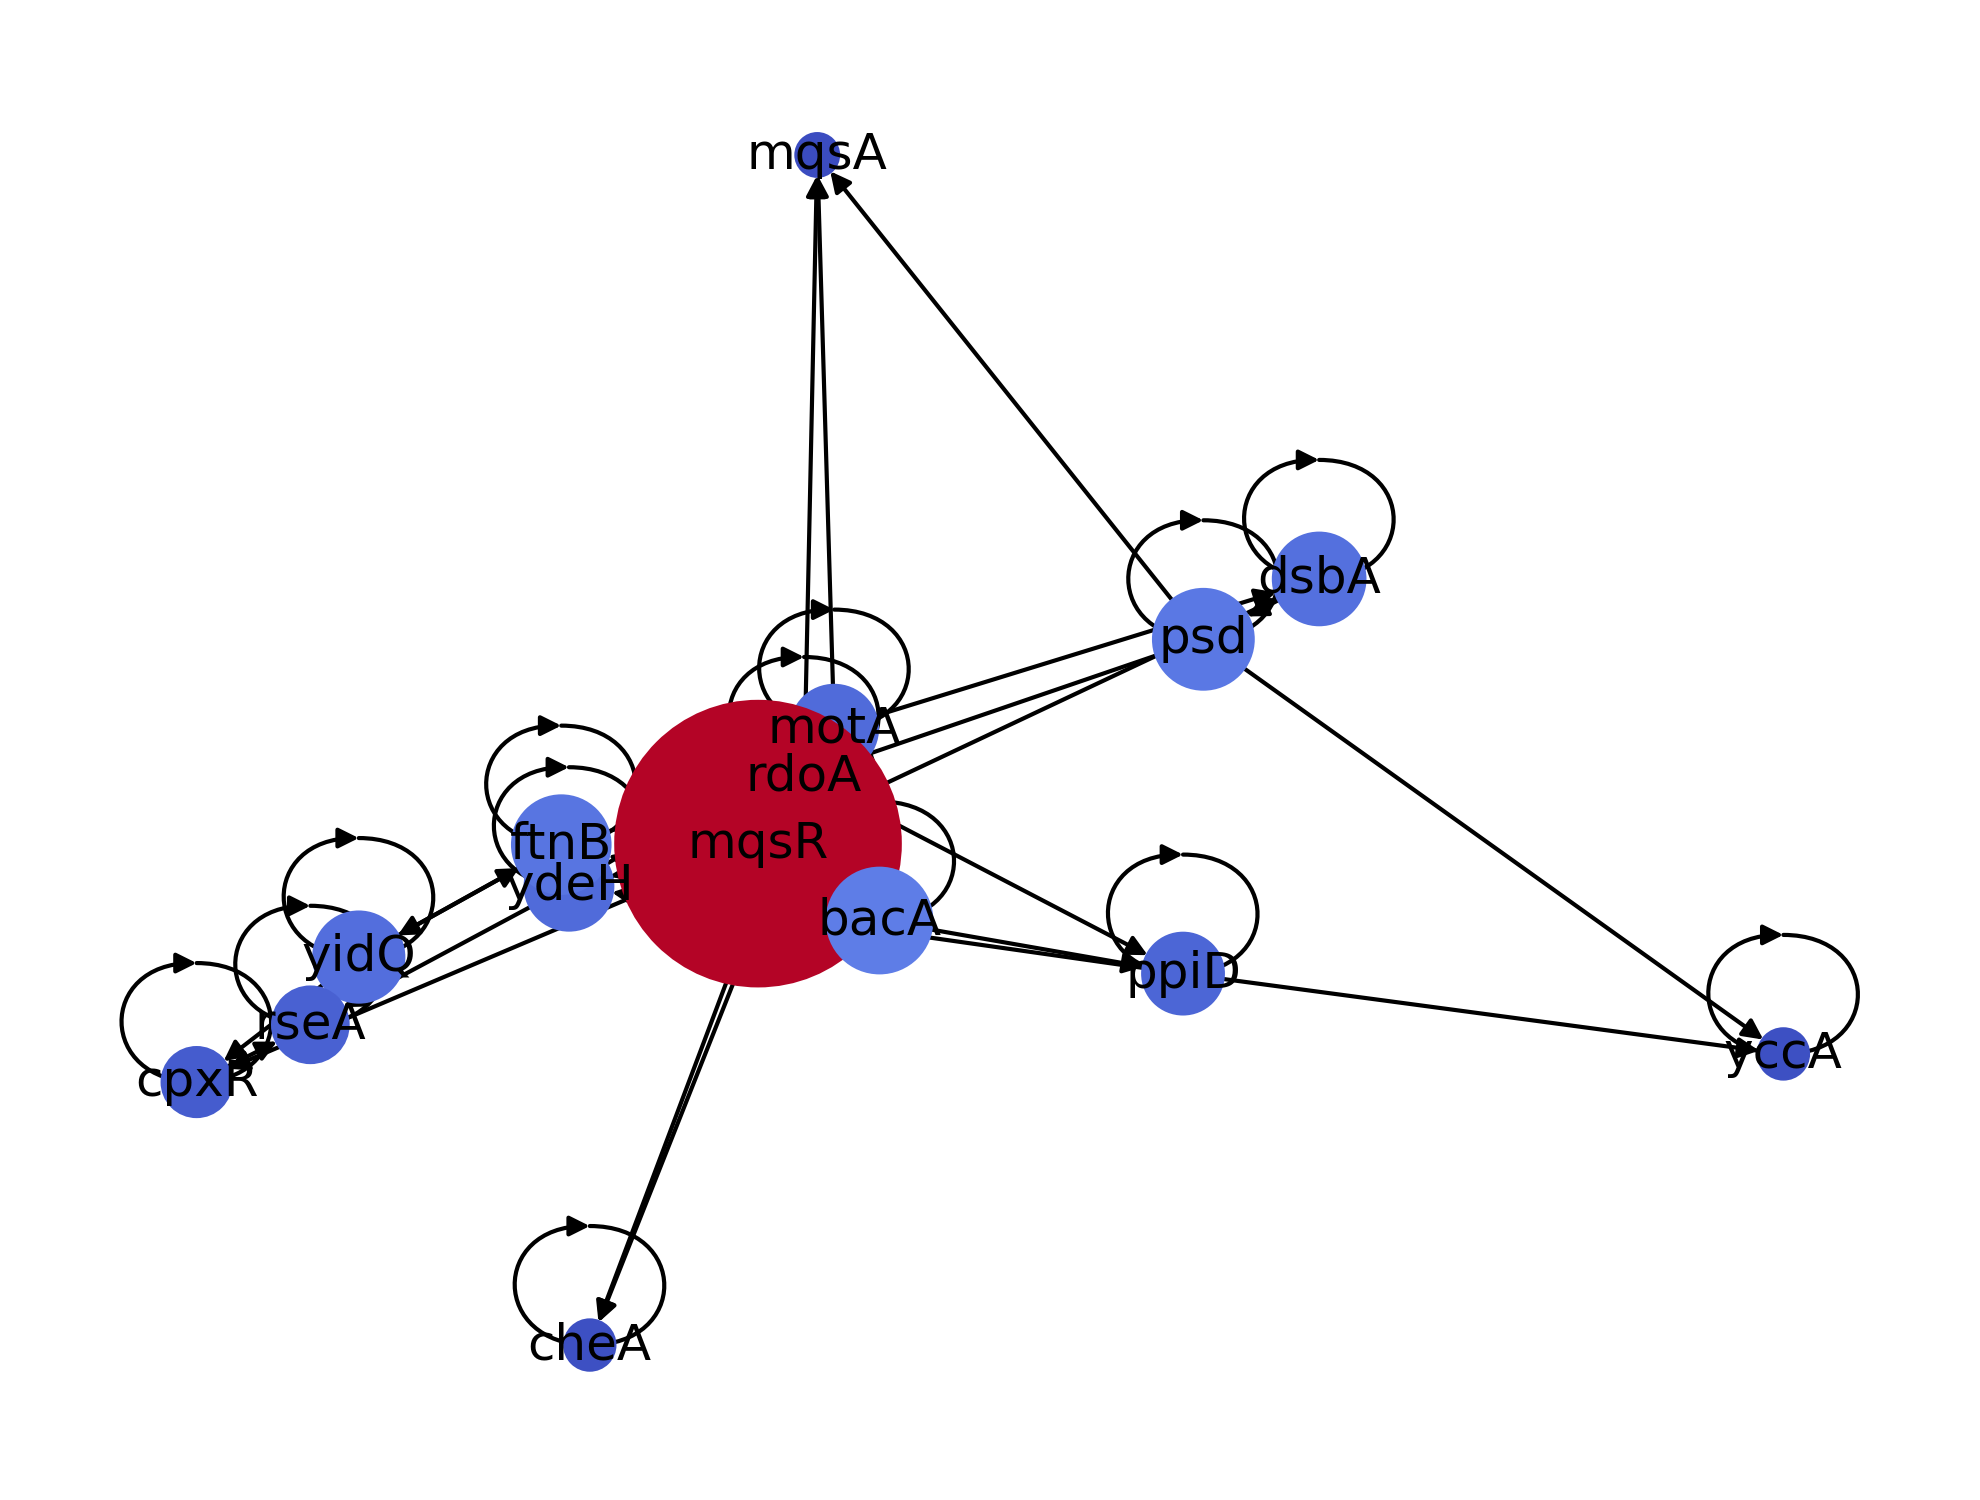 mqsA
dsbA
psd
motA
rdoA
mqsR
ftnB
ydeH
bacA
yidQ
ppiD
rseA
yccA
cpxR
cheA